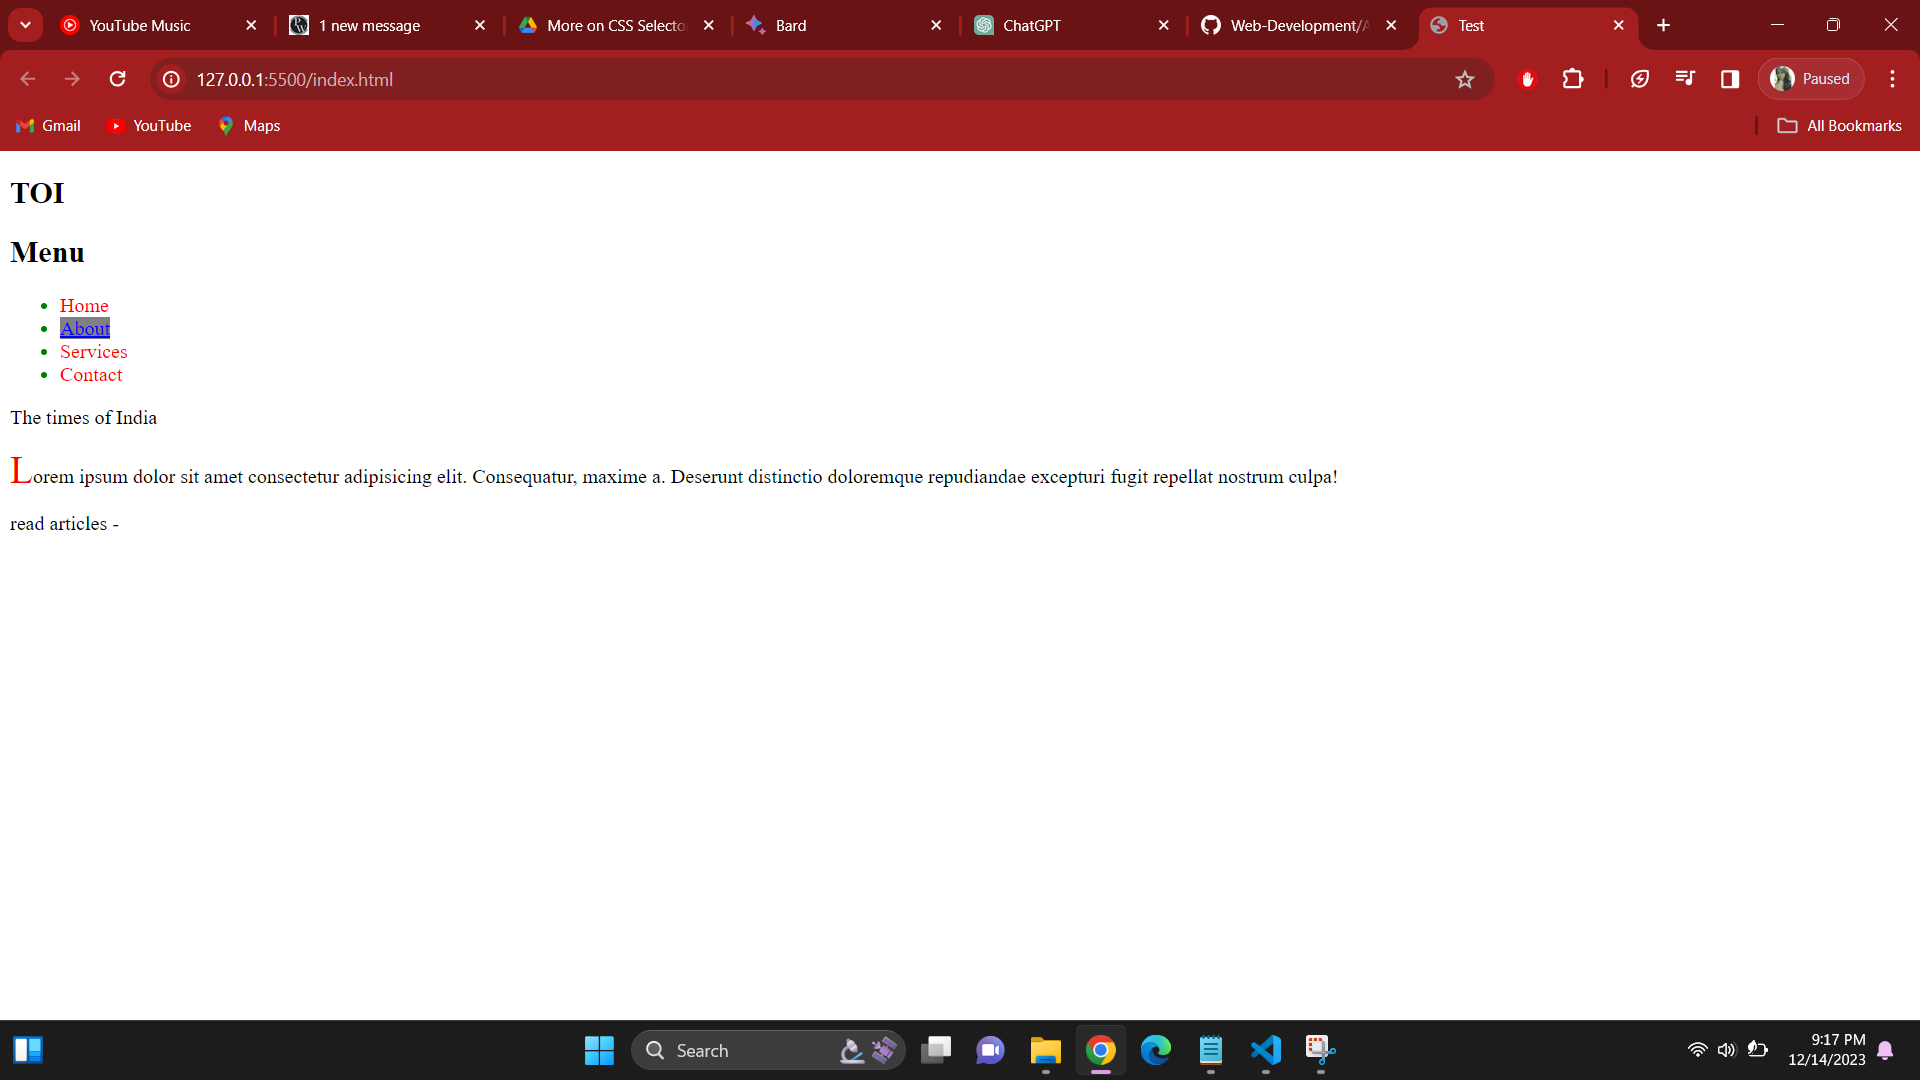 YouTube Music
1 new message
More on CSS Selecto
Bard
ChatGPT
Web-Development/A
Test
127.0.0.1:5500/index.html
Paused
Gmail
YouTube
Maps
All Bookmarks
TOI
Menu
Home
About
Services
Contact
The times of India
Lorem ipsum dolor sit amet consectetur adipisicing elit. Consequatur, maxime a. Deserunt distinctio doloremque repudiandae excepturi fugit repellat nostrum culpa!
read articles -
Search
9:17 PM
12/14/2023